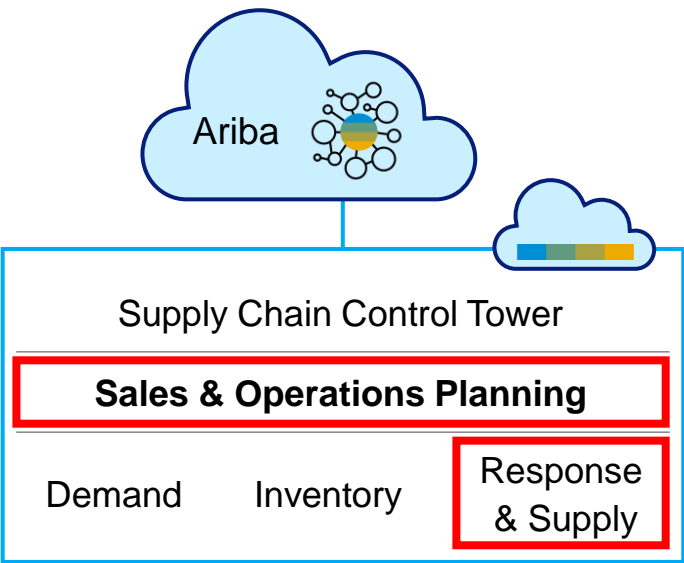 Ariba
Supply Chain Control Tower
Sales & Operations Planning
Demand
Inventory
Response
& Supply